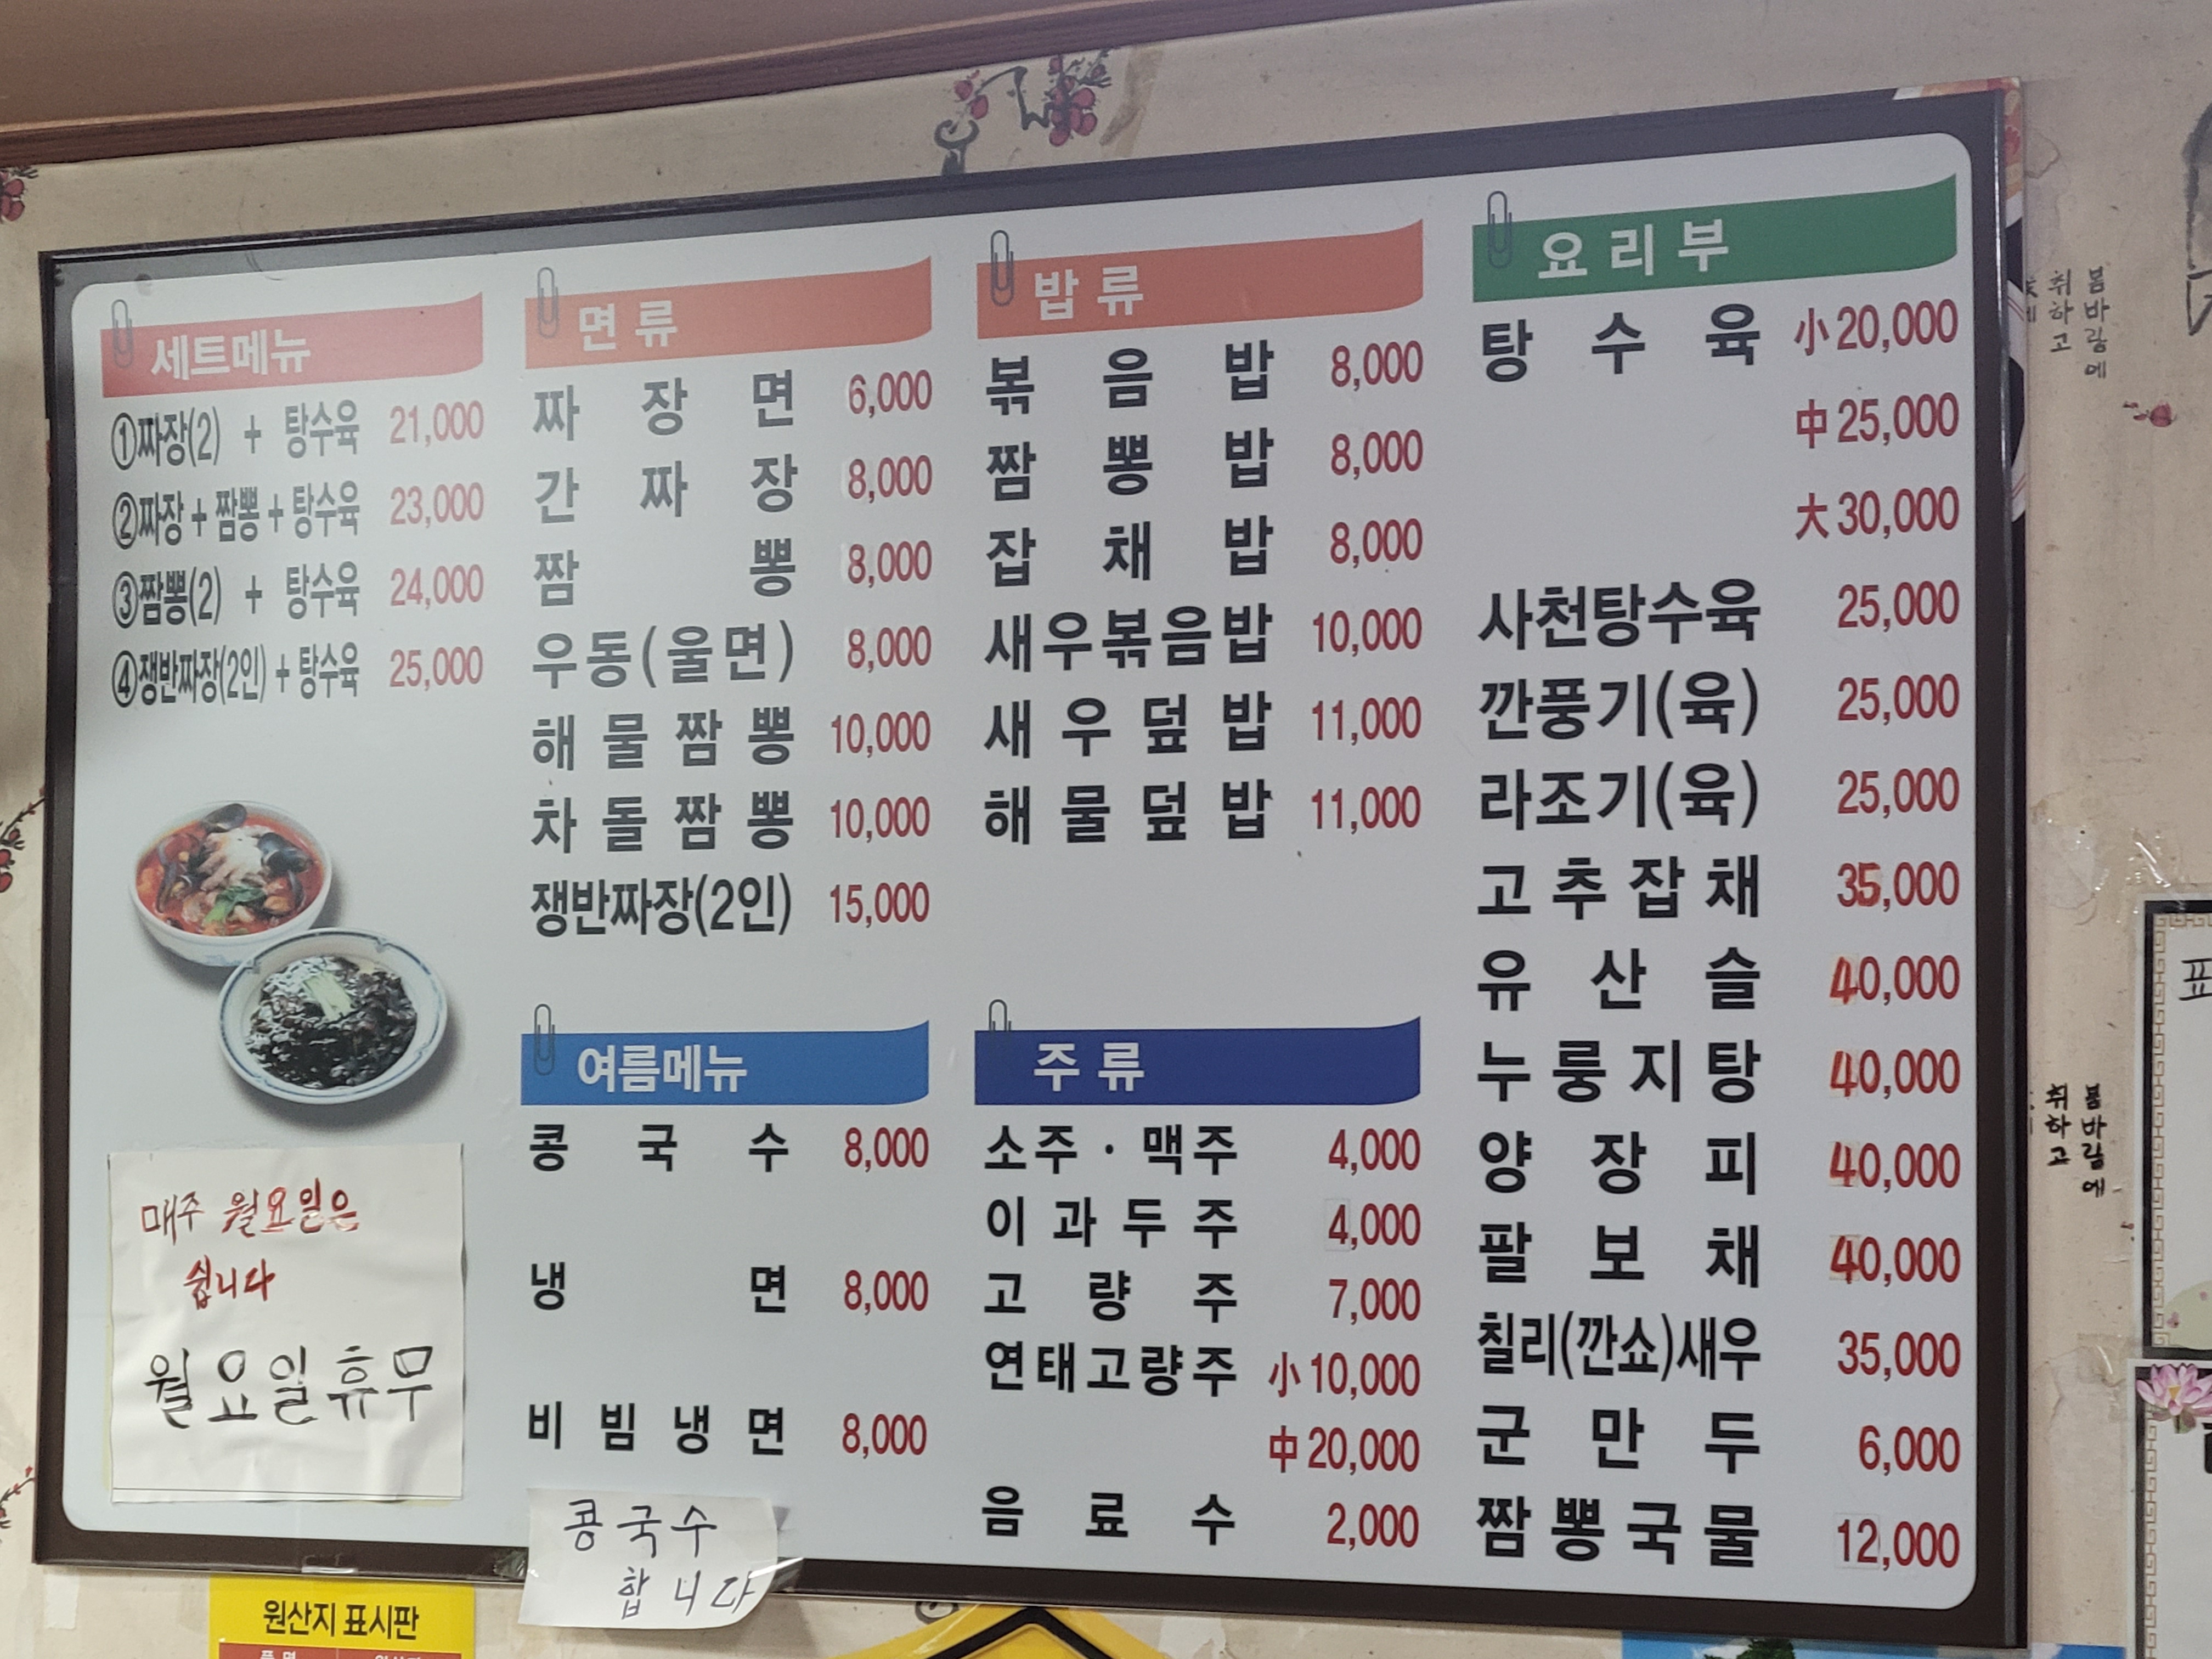 세트메뉴
①짜장(2) + 탕수육 21,000
②짜장 + 짬뽕 + 탕수육 23,000
③짬뽕(2) + 탕수육 24,000
④쟁반짜장(2인) + 탕수육 25,000
매주 월요일은
쉽니다
월요일휴무
면류
짜장면 6,000
간짜장 8,000
짬뽕 8,000
우동(울면) 8,000
해물짬뽕 10,000
차돌짬뽕 10,000
쟁반짜장(2인) 15,000
여름메뉴
콩국수 8,000
냉면 8,000
비빔냉면 8,000
콩국수
합니다
밥류
볶음밥 8,000
짬뽕밥 8,000
잡채밥 8,000
새우볶음밥 10,000
새우덮밥 11,000
해물덮밥 11,000
주류
소주·맥주 4,000
이과두주 4,000
고량주 7,000
연태고량주 小 10,000
中 20,000
음료수 2,000
요리부
탕수육 小 20,000
中 25,000
大 30,000
사천탕수육 25,000
깐풍기(육) 25,000
라조기(육) 25,000
고추잡채 35,000
유산슬 40,000
누룽지탕 40,000
양장피 40,000
팔보채 40,000
칠리(깐쇼)새우 35,000
군만두 6,000
짬뽕국물 12,000
원산지 표시판
봄바람에
취하고
봄바람에
취하고
표